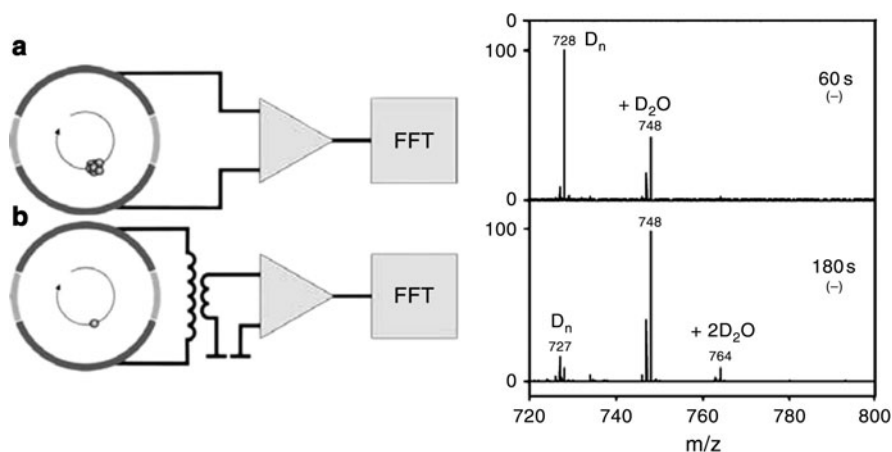 a
FFT
b
FFT
0
100
728 Dn
+ D2O
748
60 s
(–)
0
100
748
180 s
(–)
Dn
727
+ 2D2O
764
0
720 740 760 780 800
m/z